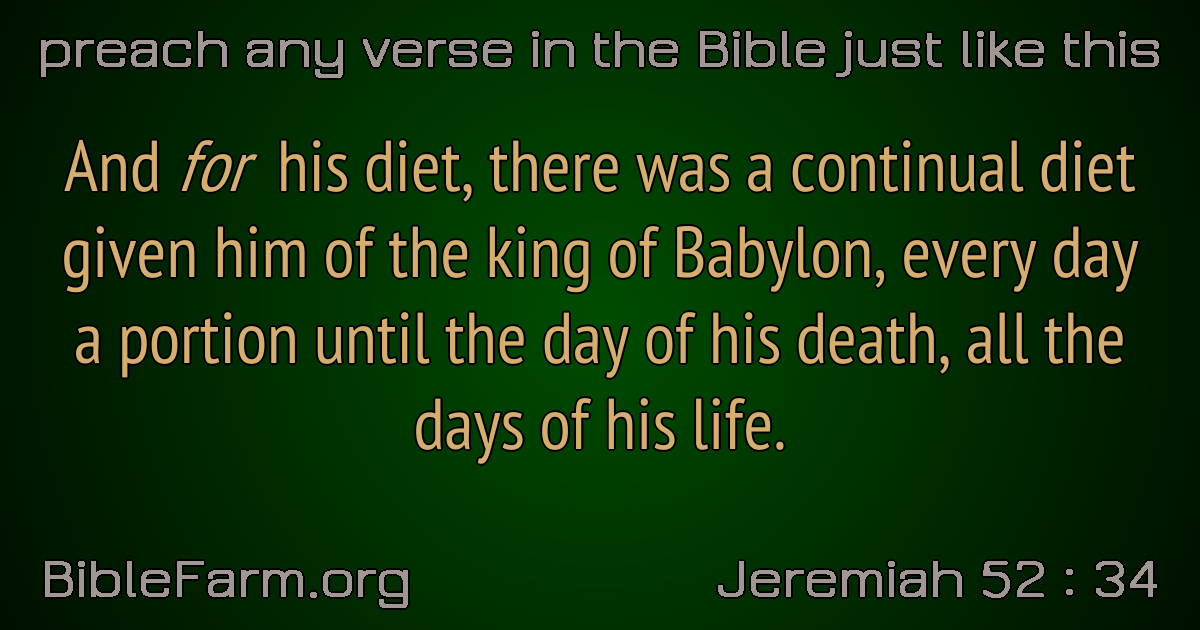 preach any verse in the Bible just like this
And for his diet, there was a continual diet
given him of the king of Babylon, every day
a portion until the day of his death, all the
days of his life.
BibleFarm.org
Jeremiah 52 : 34